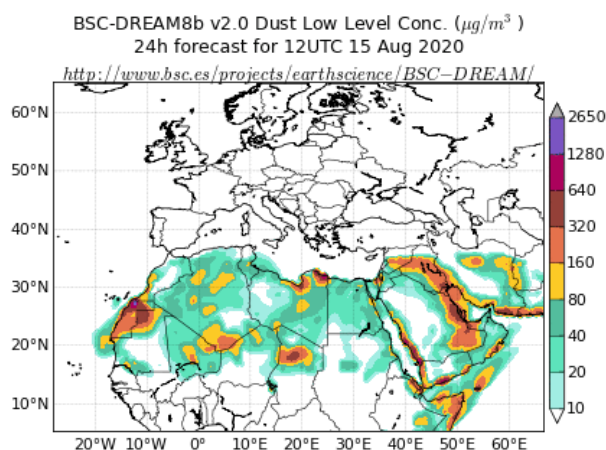 BSC-DREAM8b v2.0 Dust Low Level Conc. (μg/m³ )
24h forecast for 12UTC 15 Aug 2020
http://www.bsc.es/projects/earthscience/BSC−DREAM/
60°N
50°N
40°N
30°N
20°N
10°N
20°W 10°W 0° 10°E 20°E 30°E 40°E 50°E 60°E
2650
1280
640
320
160
80
40
20
10